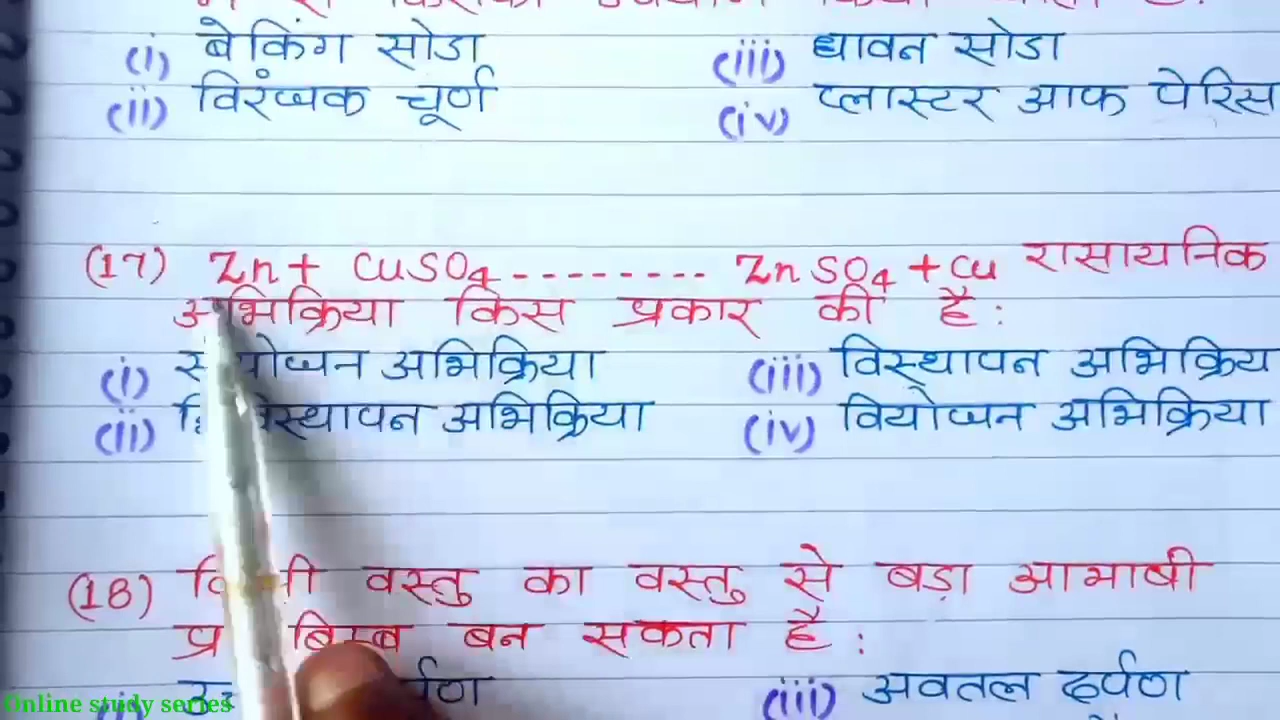 (i) बेकिंग सोडा (iii) धावन सोडा
(ii) विरंजक चूर्ण (iv) प्लास्टर आफ पेरिस
(17) Zn + CuSO4 -------- ZnSO4 + Cu रासायनिक
अभिक्रिया किस प्रकार की है :
(i) अभिक्रिया (iii) विस्थापन अभिक्रिय
(ii) अभिक्रिया (iv) वियोजन अभिक्रिया
(18) वस्तु का वस्तु से बड़ा आभाषी
बन सकता है :
(iii) अवतल दर्पण
Online study series